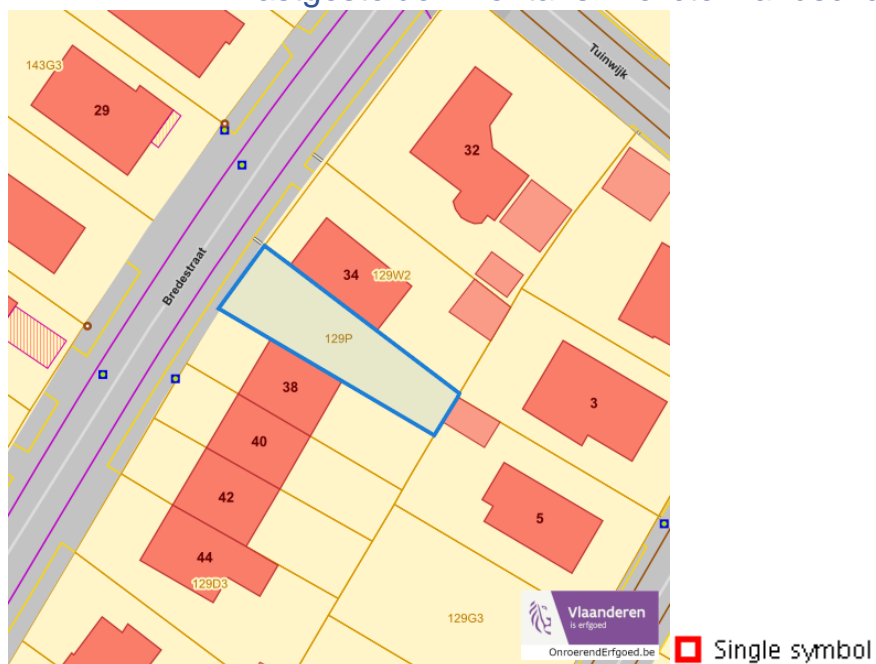 143G3
29
Tuinwijk
32
Bredestraat
34
129W2
129P
38
3
40
42
5
44
129D3
129G3
Vlaanderen
is erfgoed
OnroerendErfgoed.be
Single symbol